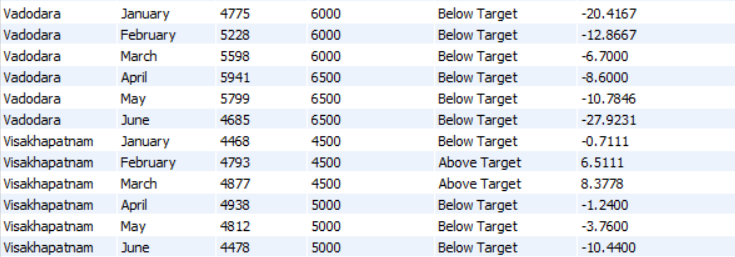 Vadodara January 4775 6000 Below Target -20.4167
Vadodara February 5228 6000 Below Target -12.8667
Vadodara March 5598 6000 Below Target -6.7000
Vadodara April 5941 6500 Below Target -8.6000
Vadodara May 5799 6500 Below Target -10.7846
Vadodara June 4685 6500 Below Target -27.9231
Visakhapatnam January 4468 4500 Below Target -0.7111
Visakhapatnam February 4793 4500 Above Target 6.5111
Visakhapatnam March 4877 4500 Above Target 8.3778
Visakhapatnam April 4938 5000 Below Target -1.2400
Visakhapatnam May 4812 5000 Below Target -3.7600
Visakhapatnam June 4478 5000 Below Target -10.4400